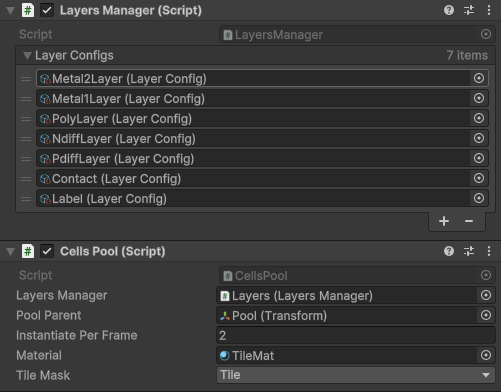 Layers Manager (Script)
Script LayersManager
Layer Configs 7 items
Metal2Layer (Layer Config)
Metal1Layer (Layer Config)
PolyLayer (Layer Config)
NdiffLayer (Layer Config)
PdiffLayer (Layer Config)
Contact (Layer Config)
Label (Layer Config)
+ −
Cells Pool (Script)
Script CellsPool
Layers Manager Layers (Layers Manager)
Pool Parent Pool (Transform)
Instantiate Per Frame 2
Material TileMat
Tile Mask Tile